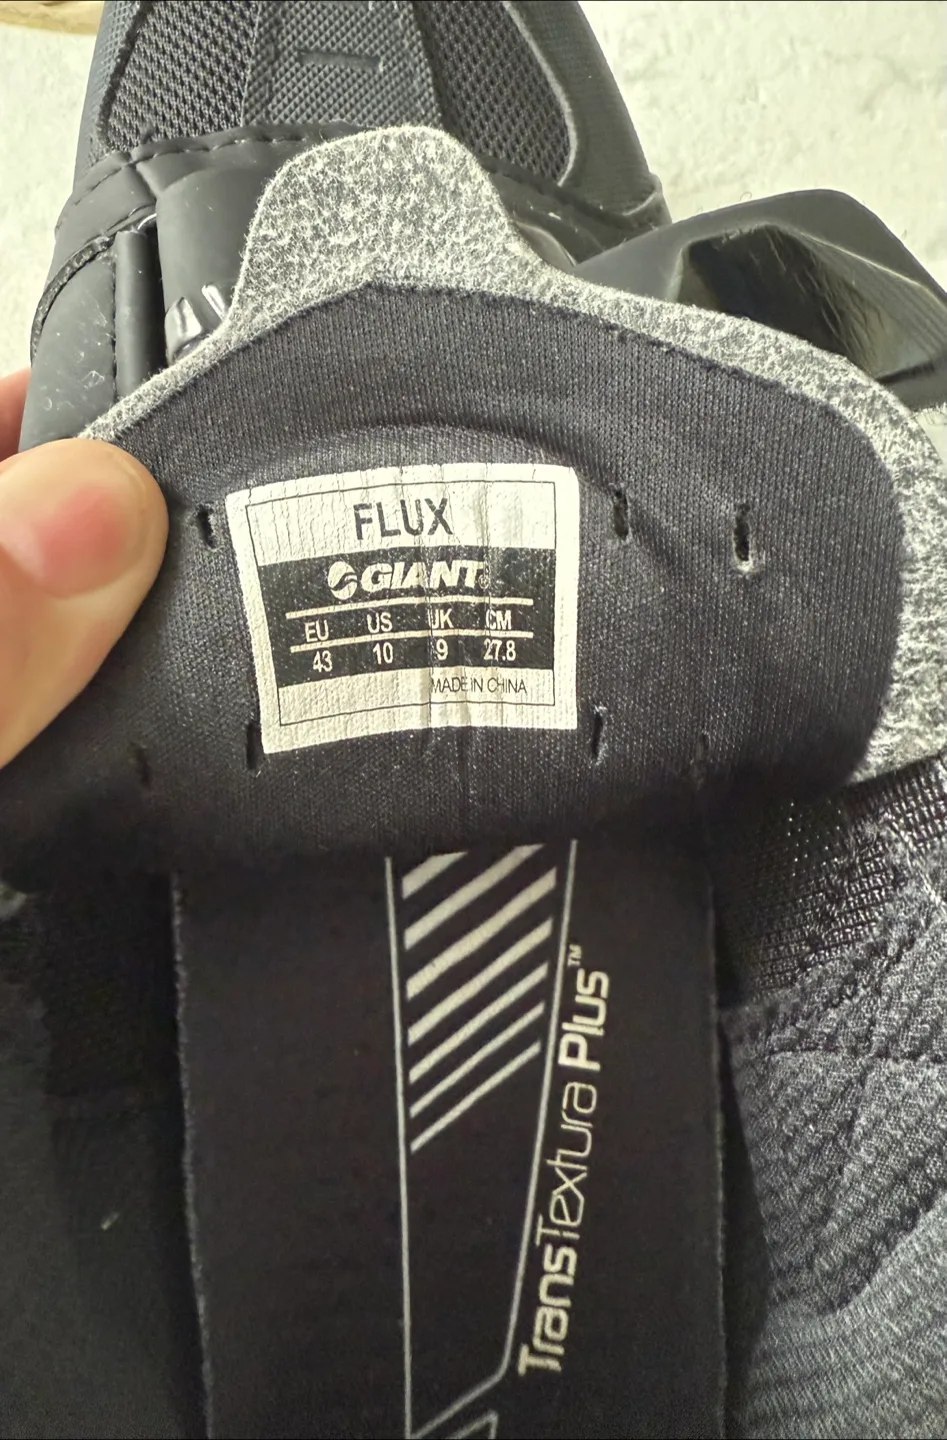 FLUX
GIANT
EU US UK CM
43 10 9 27.8
MADE IN CHINA
TransTextura Plus™